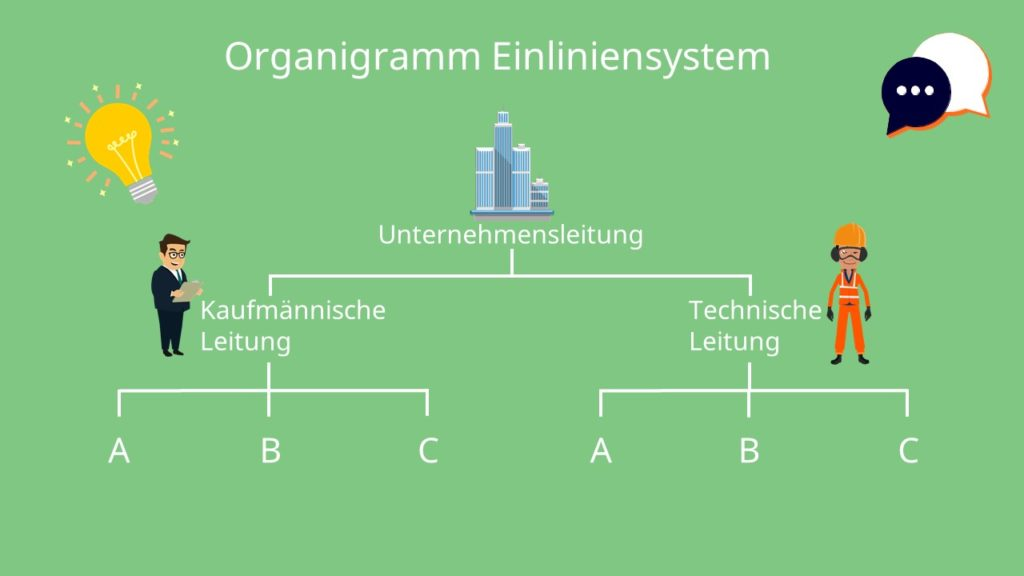 Organigramm Einliniensystem
Unternehmensleitung
Kaufmännische
Leitung
Technische
Leitung
A B C A B C